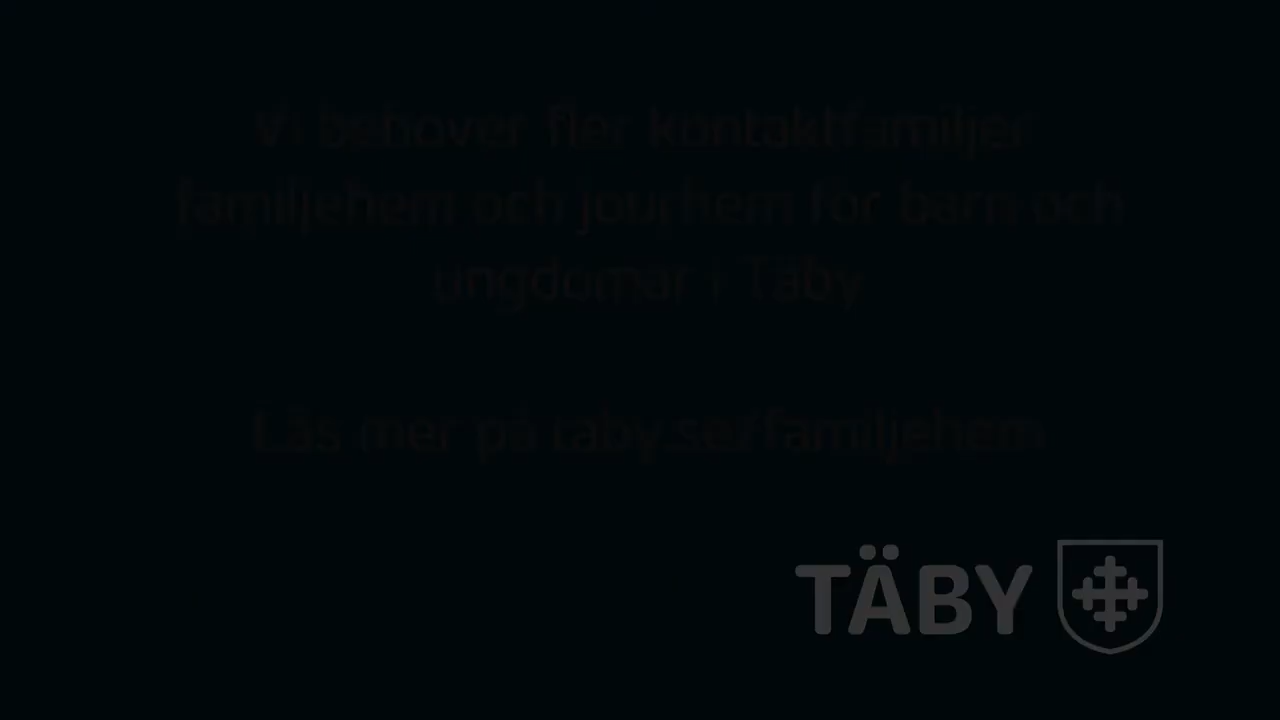 Vi behöver fler kontaktfamiljer
familjehem och jourhem för barn och
ungdomar i Täby
Läs mer på taby.se/familjehem
TÄBY